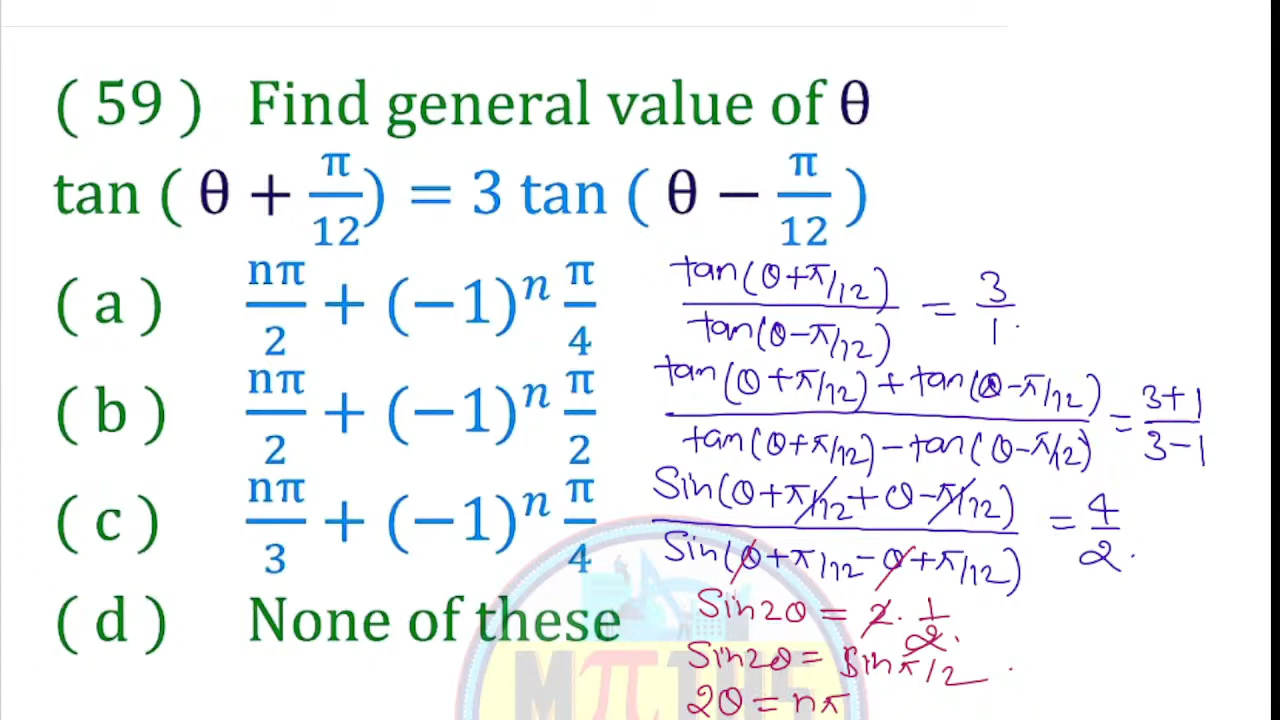 ( 59 ) Find general value of θ
tan ( θ + π/12 ) = 3 tan ( θ − π/12 )
( a ) nπ/2 + (−1)^n π/4
( b ) nπ/2 + (−1)^n π/2
( c ) nπ/3 + (−1)^n π/4
( d ) None of these
tan(θ+π/12) / tan(θ−π/12) = 3/1.
tan(θ+π/12)+tan(θ−π/12) / tan(θ+π/12)−tan(θ−π/12) = 3+1 / 3−1
Sin(θ+π/12+θ−π/12) / Sin(θ+π/12−θ+π/12) = 4/2.
Sin2θ = 2. 1/2.
Sin2θ = Sinπ/2.
2θ = nπ